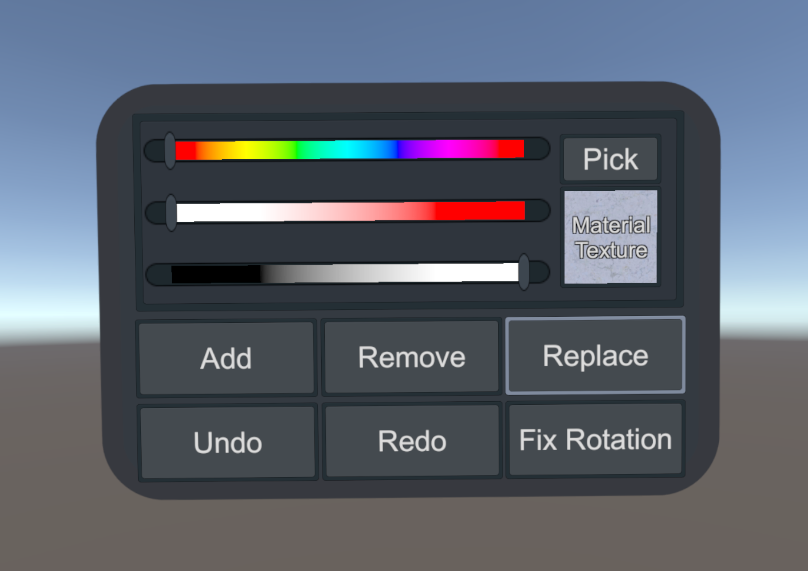 Pick
Material
Texture
Add
Remove
Replace
Undo
Redo
Fix Rotation